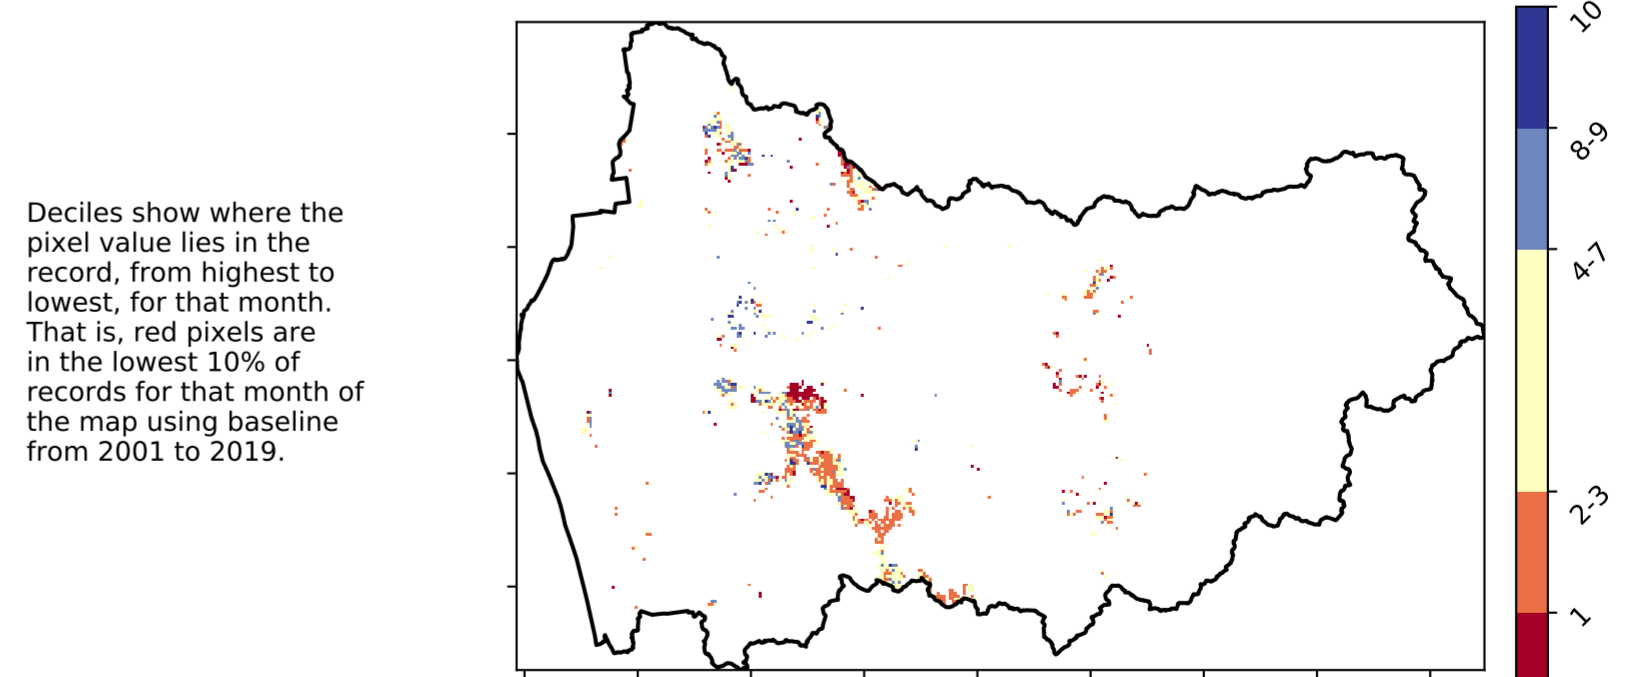 Deciles show where the
pixel value lies in the
record, from highest to
lowest, for that month.
That is, red pixels are
in the lowest 10% of
records for that month of
the map using baseline
from 2001 to 2019.
10
8-9
4-7
2-3
1